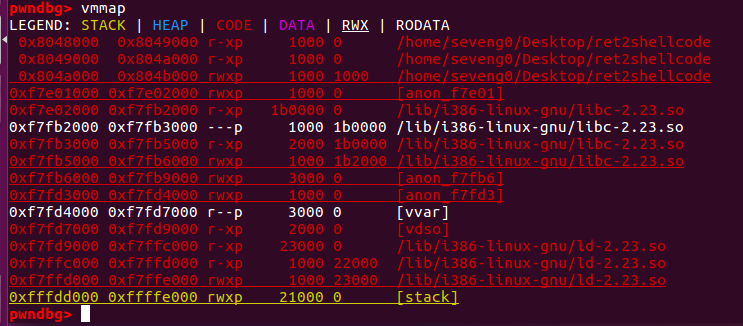 pwndbg> vmmap
LEGEND: STACK | HEAP | CODE | DATA | RWX | RODATA
0x8048000 0x8049000 r-xp 1000 0 /home/seveng0/Desktop/ret2shellcode
0x8049000 0x804a000 r-xp 1000 0 /home/seveng0/Desktop/ret2shellcode
0x804a000 0x804b000 rwxp 1000 1000 /home/seveng0/Desktop/ret2shellcode
0xf7e01000 0xf7e02000 rwxp 1000 0 [anon_f7e01]
0xf7e02000 0xf7fb2000 r-xp 1b0000 0 /lib/i386-linux-gnu/libc-2.23.so
0xf7fb2000 0xf7fb3000 ---p 1000 1b0000 /lib/i386-linux-gnu/libc-2.23.so
0xf7fb3000 0xf7fb5000 r-xp 2000 1b0000 /lib/i386-linux-gnu/libc-2.23.so
0xf7fb5000 0xf7fb6000 rwxp 1000 1b2000 /lib/i386-linux-gnu/libc-2.23.so
0xf7fb6000 0xf7fb9000 rwxp 3000 0 [anon_f7fb6]
0xf7fd3000 0xf7fd4000 rwxp 1000 0 [anon_f7fd3]
0xf7fd4000 0xf7fd7000 r--p 3000 0 [vvar]
0xf7fd7000 0xf7fd9000 r-xp 2000 0 [vdso]
0xf7fd9000 0xf7ffc000 r-xp 23000 0 /lib/i386-linux-gnu/ld-2.23.so
0xf7ffc000 0xf7ffd000 r-xp 1000 22000 /lib/i386-linux-gnu/ld-2.23.so
0xf7ffd000 0xf7ffe000 rwxp 1000 23000 /lib/i386-linux-gnu/ld-2.23.so
0xfffdd000 0xffffe000 rwxp 21000 0 [stack]
pwndbg>